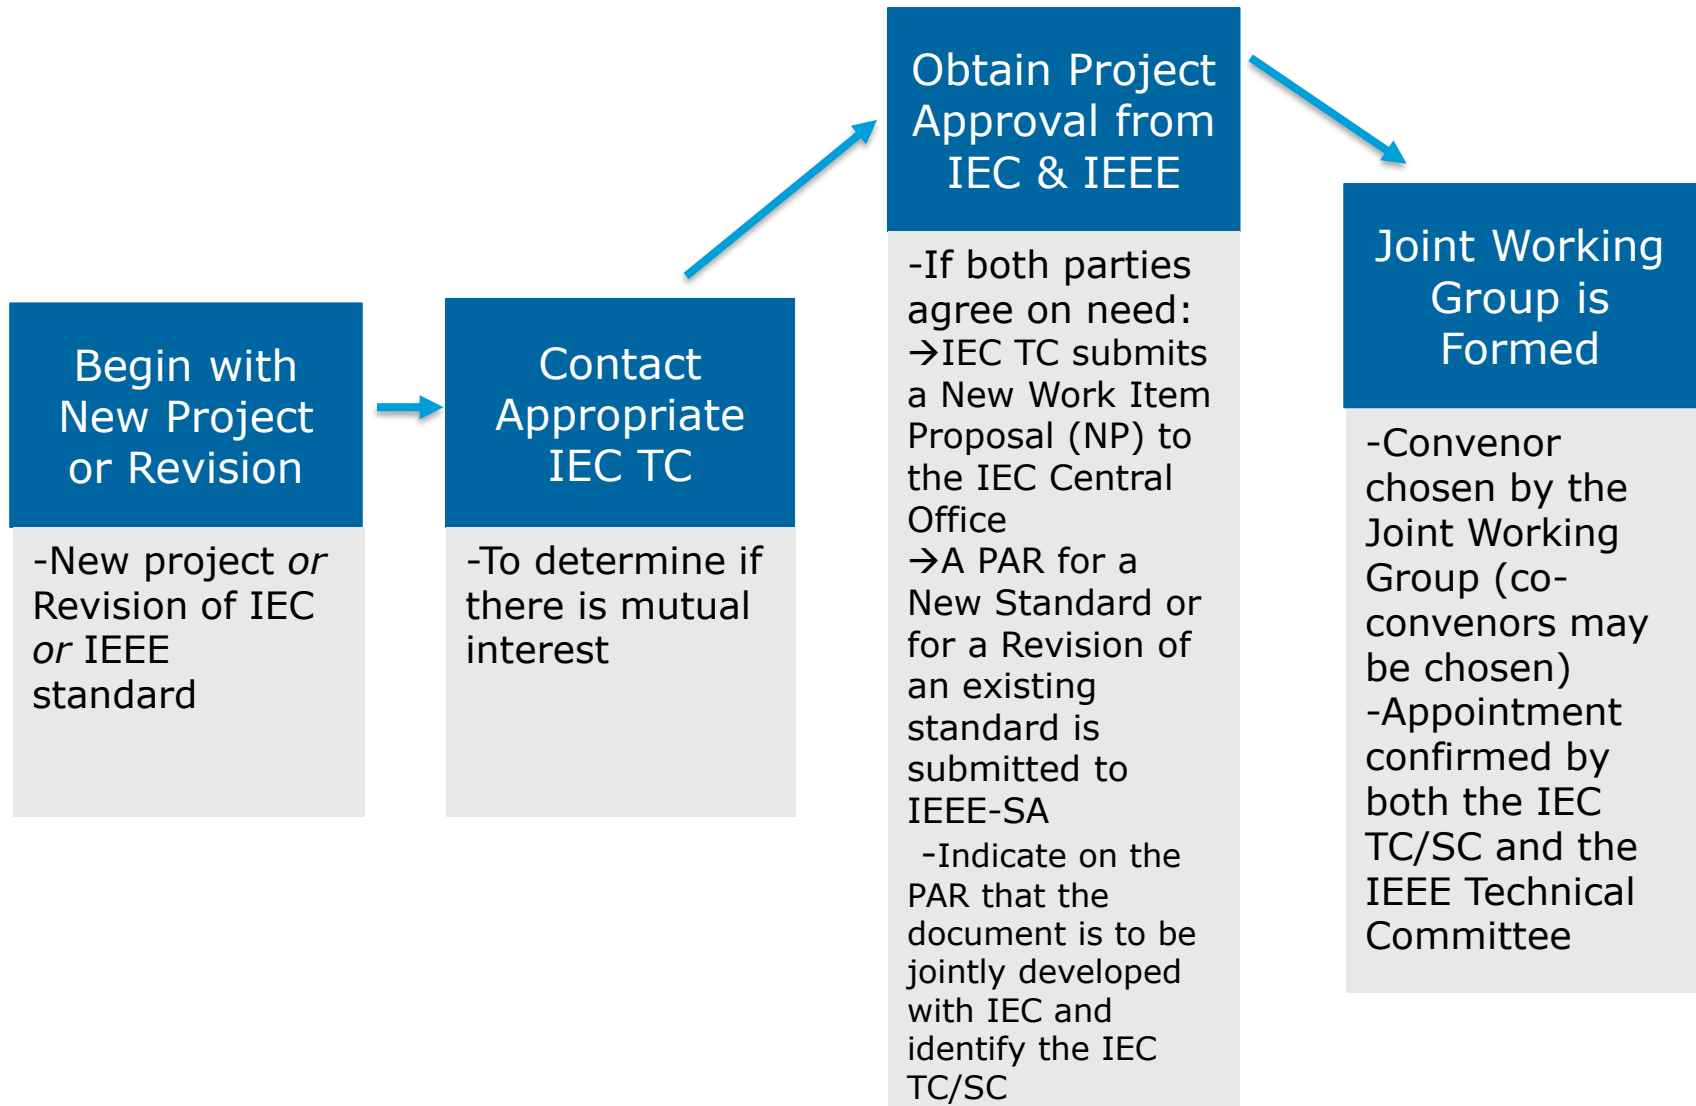 Begin with
New Project
or Revision
-New project or
Revision of IEC
or IEEE
standard
Contact
Appropriate
IEC TC
-To determine if
there is mutual
interest
Obtain Project
Approval from
IEC & IEEE
-If both parties
agree on need:
→IEC TC submits
a New Work Item
Proposal (NP) to
the IEC Central
Office
→A PAR for a
New Standard or
for a Revision of
an existing
standard is
submitted to
IEEE-SA
-Indicate on the
PAR that the
document is to be
jointly developed
with IEC and
identify the IEC
TC/SC
Joint Working
Group is
Formed
-Convenor
chosen by the
Joint Working
Group (co-
convenors may
be chosen)
-Appointment
confirmed by
both the IEC
TC/SC and the
IEEE Technical
Committee